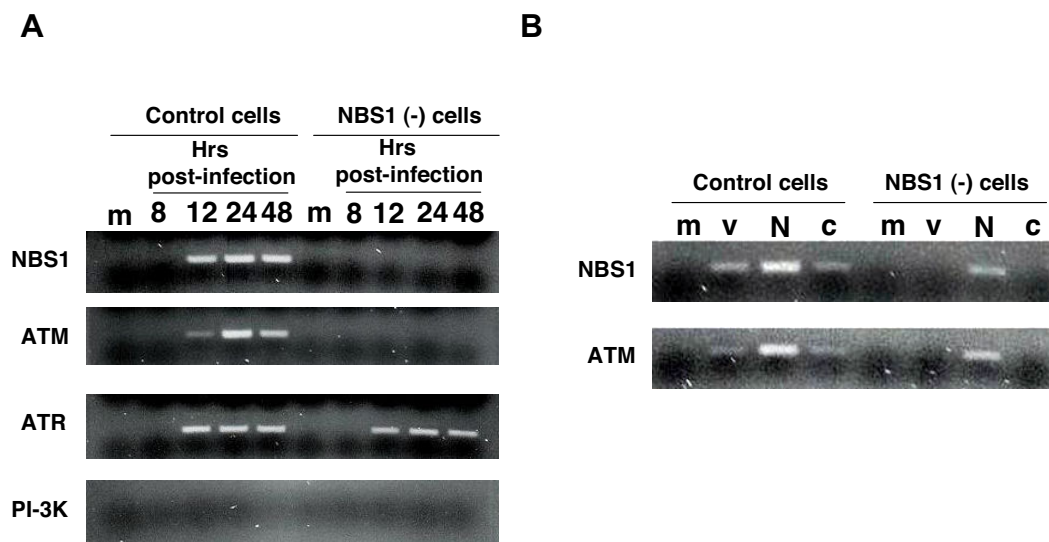 A
B
Control cells
NBS1 (-) cells
Hrs
post-infection
Hrs
post-infection
m 8 12 24 48 m 8 12 24 48
NBS1
ATM
ATR
PI-3K
Control cells
NBS1 (-) cells
m v N c m v N c
NBS1
ATM